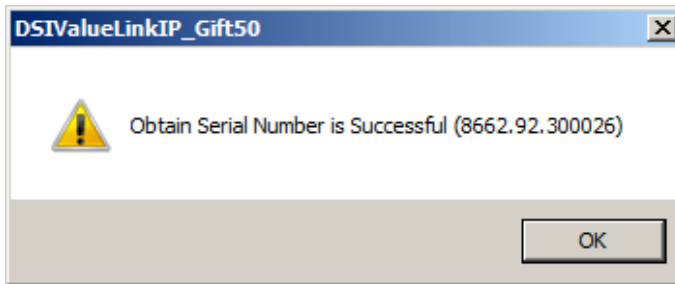 DSIValueLinkIP_Gift50
Obtain Serial Number is Successful (8662.92.300026)
OK